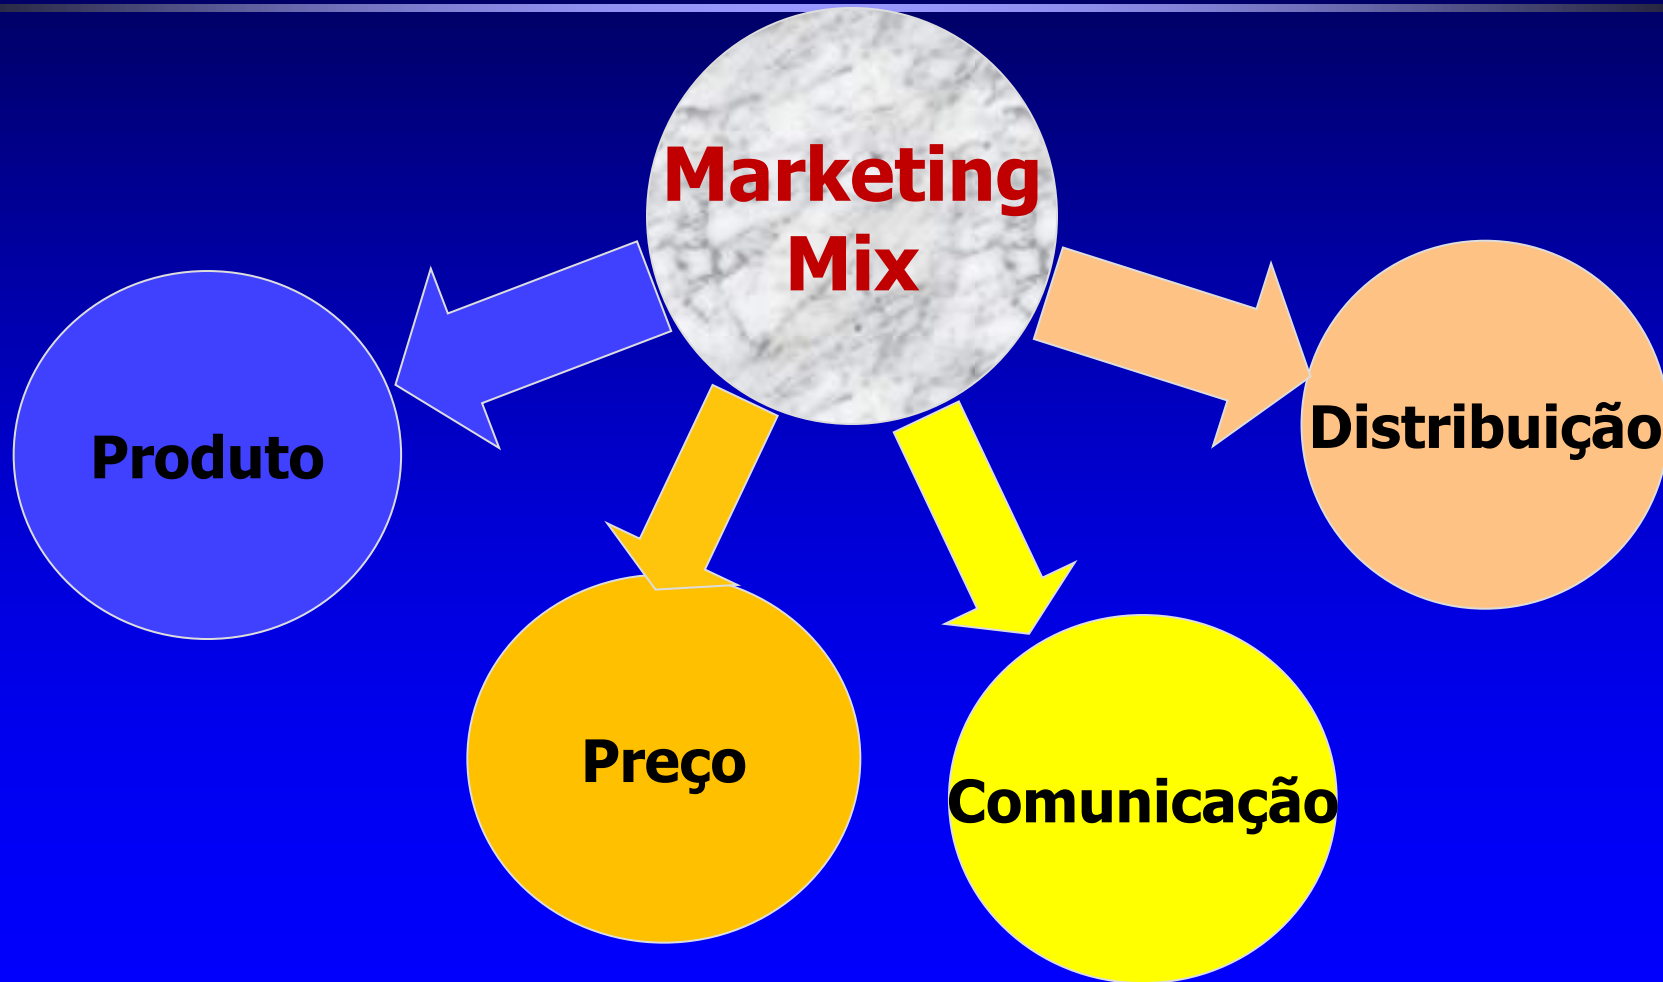 Marketing
Mix
Produto
Preço
Comunicação
Distribuição